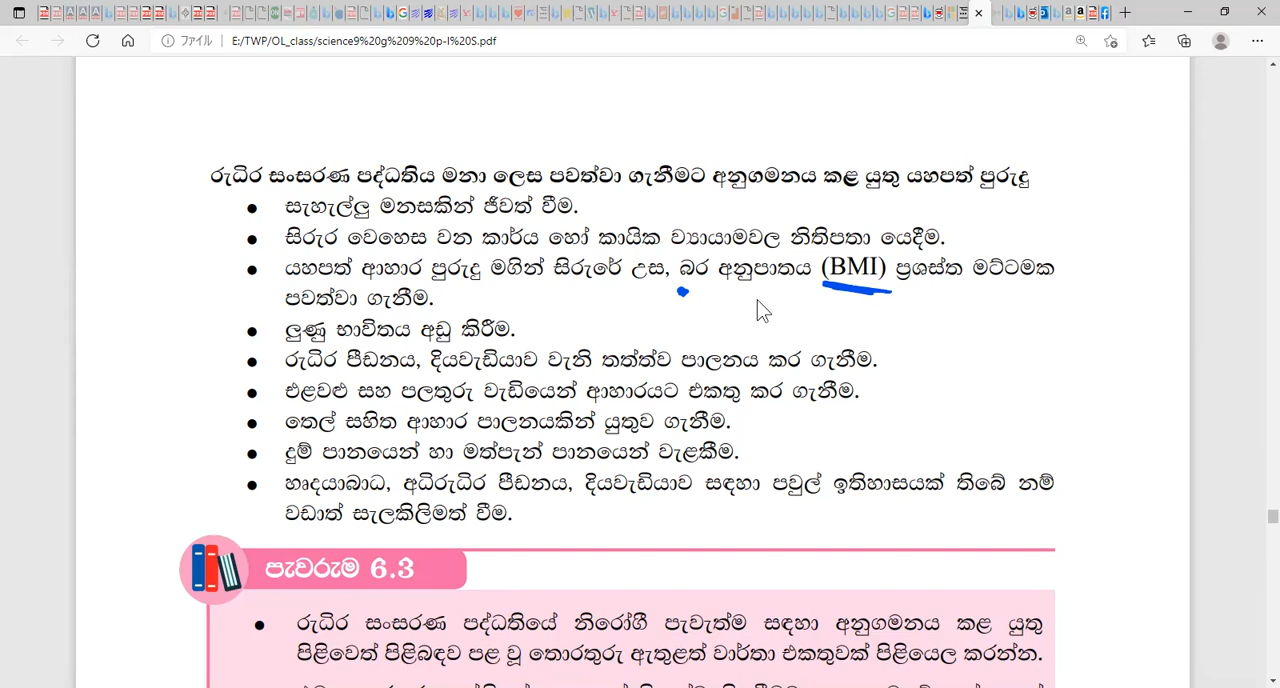 ファイル
E:/TWP/OL_class/science9%20g%209%20p-I%20S.pdf
රුධිර සංසරණ පද්ධතිය මනා ලෙස පවත්වා ගැනීමට අනුගමනය කළ යුතු යහපත් පුරුදු
● සැහැල්ලු මනසකින් ජීවත් වීම.
● සිරුර වෙහෙස වන කාර්ය හෝ කායික ව්‍යායාමවල නිතිපතා යෙදීම.
● යහපත් ආහාර පුරුදු මගින් සිරුරේ උස, බර අනුපාතය (BMI) ප්‍රශස්ත මට්ටමක
පවත්වා ගැනීම.
● ලුණු භාවිතය අඩු කිරීම.
● රුධිර පීඩනය, දියවැඩියාව වැනි තත්ත්ව පාලනය කර ගැනීම.
● එළවළු සහ පලතුරු වැඩියෙන් ආහාරයට එකතු කර ගැනීම.
● තෙල් සහිත ආහාර පාලනයකින් යුතුව ගැනීම.
● දුම් පානයෙන් හා මත්පැන් පානයෙන් වැළකීම.
● හෘදයාබාධ, අධිරුධිර පීඩනය, දියවැඩියාව සඳහා පවුල් ඉතිහාසයක් තිබේ නම්
වඩාත් සැලකිලිමත් වීම.
පැවරුම 6.3
● රුධිර සංසරණ පද්ධතියේ නිරෝගී පැවැත්ම සඳහා අනුගමනය කළ යුතු
පිළිවෙත් පිළිබඳව පළ වූ තොරතුරු ඇතුළත් වාර්තා එකතුවක් පිළියෙල කරන්න.